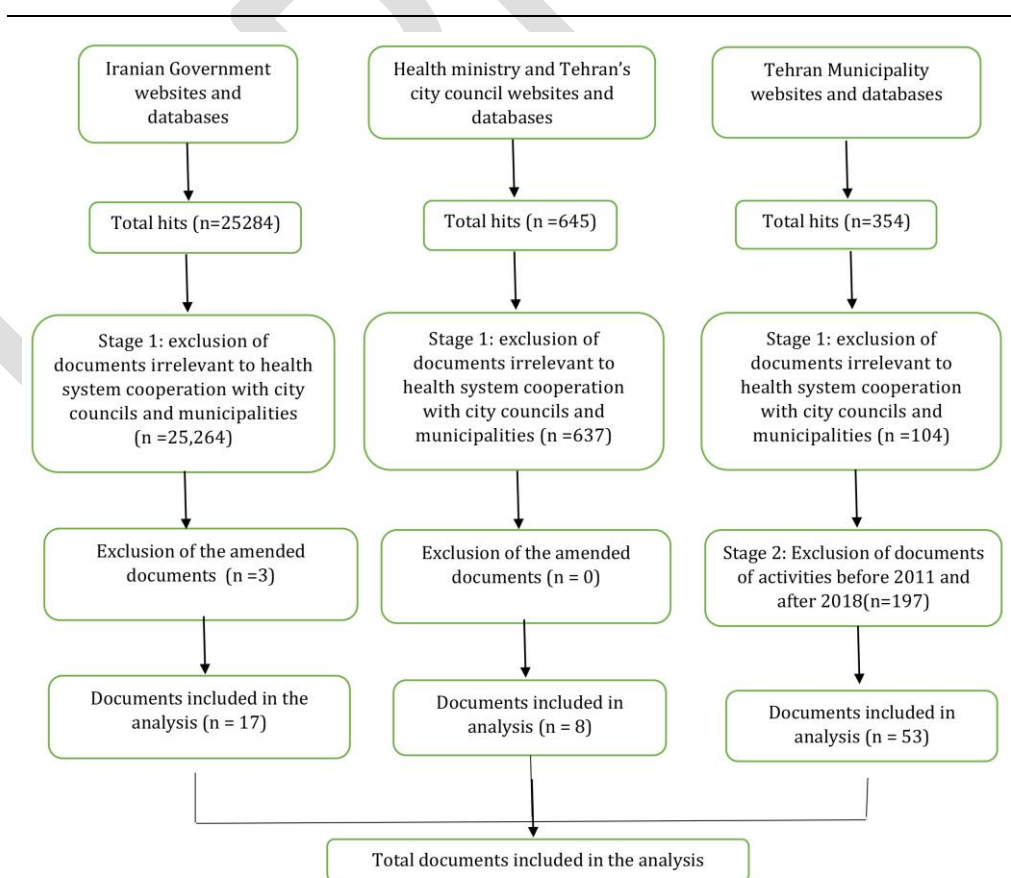 Iranian Government
websites and
databases
Health ministry and Tehran's
city council websites and
databases
Tehran Municipality
websites and databases
Total hits (n=25284)
Total hits (n =645)
Total hits (n=354)
Stage 1: exclusion of
documents irrelevant to health
system cooperation with city
councils and municipalities
(n =25,264)
Stage 1: exclusion of
documents irrelevant to
health system cooperation
with city councils and
municipalities (n =637)
Stage 1: exclusion of
documents irrelevant to
health system cooperation
with city councils and
municipalities (n =104)
Exclusion of the amended
documents (n =3)
Exclusion of the amended
documents (n = 0)
Stage 2: Exclusion of documents
of activities before 2011 and
after 2018(n=197)
Documents included in the
analysis (n = 17)
Documents included in
analysis (n = 8)
Documents included in
analysis (n = 53)
Total documents included in the analysis